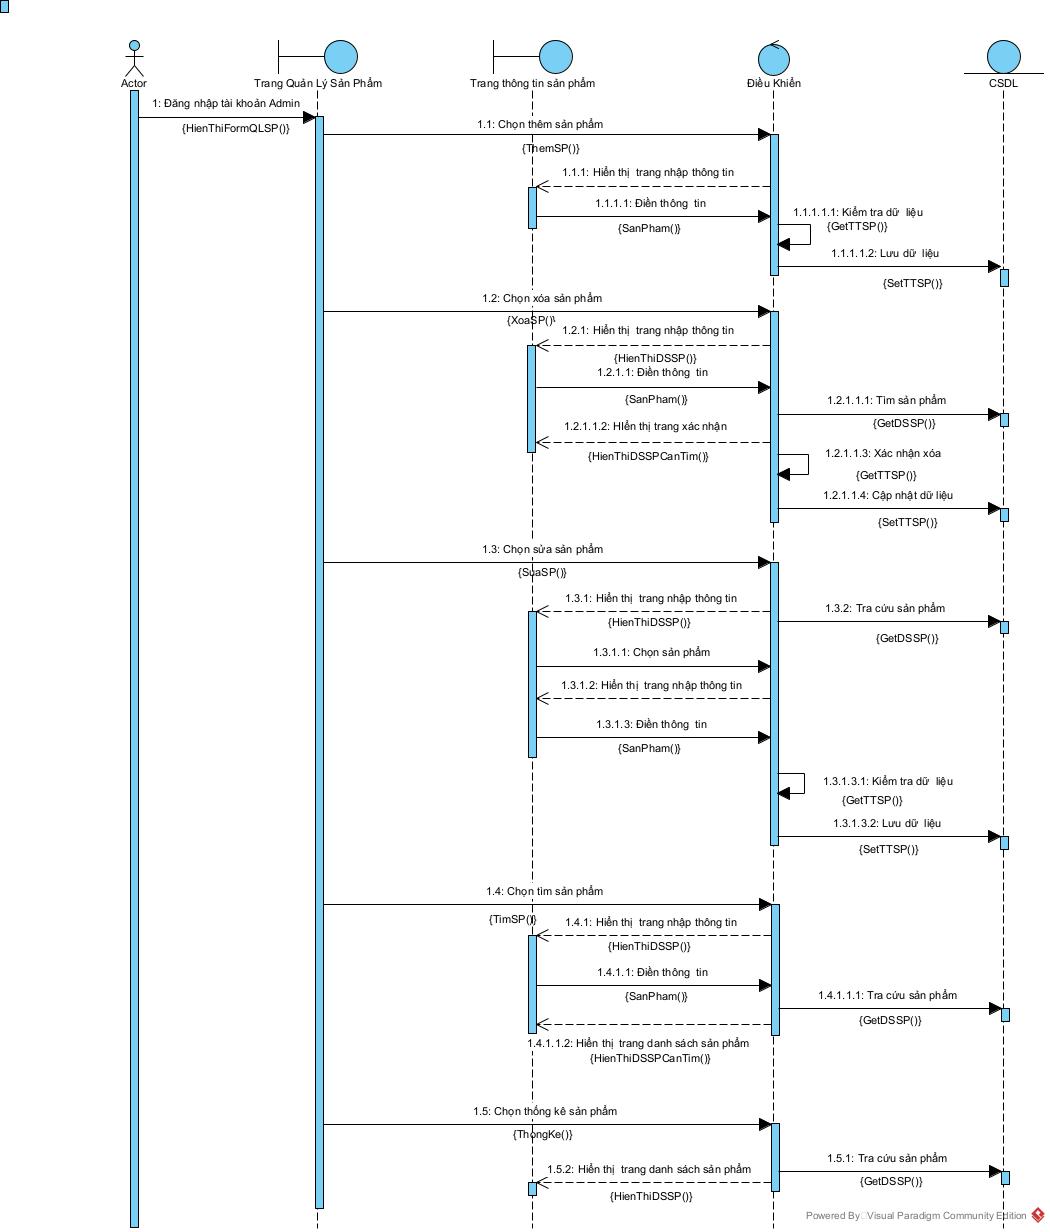 Actor
Trang Quản Lý Sản Phẩm
Trang thông tin sản phẩm
Điều Khiển
CSDL
1: Đăng nhập tài khoản Admin
{HienThiFormQLSP()}
1.1: Chọn thêm sản phẩm
{ThemSP()}
1.1.1: Hiển thị trang nhập thông tin
1.1.1.1: Điền thông tin
{SanPham()}
1.1.1.1.1: Kiểm tra dữ liệu
{GetTTSP()}
1.1.1.1.2: Lưu dữ liệu
{SetTTSP()}
1.2: Chọn xóa sản phẩm
{XoaSP()}
1.2.1: Hiển thị trang nhập thông tin
{HienThiDSSP()}
1.2.1.1: Điền thông tin
{SanPham()}
1.2.1.1.1: Tìm sản phẩm
{GetDSSP()}
1.2.1.1.2: Hiển thị trang xác nhận
{HienThiDSSPCanTim()}
1.2.1.1.3: Xác nhận xóa
{GetTTSP()}
1.2.1.1.4: Cập nhật dữ liệu
{SetTTSP()}
1.3: Chọn sửa sản phẩm
{SuaSP()}
1.3.1: Hiển thị trang nhập thông tin
{HienThiDSSP()}
1.3.2: Tra cứu sản phẩm
{GetDSSP()}
1.3.1.1: Chọn sản phẩm
1.3.1.2: Hiển thị trang nhập thông tin
1.3.1.3: Điền thông tin
{SanPham()}
1.3.1.3.1: Kiểm tra dữ liệu
{GetTTSP()}
1.3.1.3.2: Lưu dữ liệu
{SetTTSP()}
1.4: Chọn tìm sản phẩm
{TimSP()}
1.4.1: Hiển thị trang nhập thông tin
{HienThiDSSP()}
1.4.1.1: Điền thông tin
{SanPham()}
1.4.1.1.1: Tra cứu sản phẩm
{GetDSSP()}
1.4.1.1.2: Hiển thị trang danh sách sản phẩm
{HienThiDSSPCanTim()}
1.5: Chọn thống kê sản phẩm
{ThongKe()}
1.5.1: Tra cứu sản phẩm
{GetDSSP()}
1.5.2: Hiển thị trang danh sách sản phẩm
{HienThiDSSP()}
Powered By Visual Paradigm Community Edition